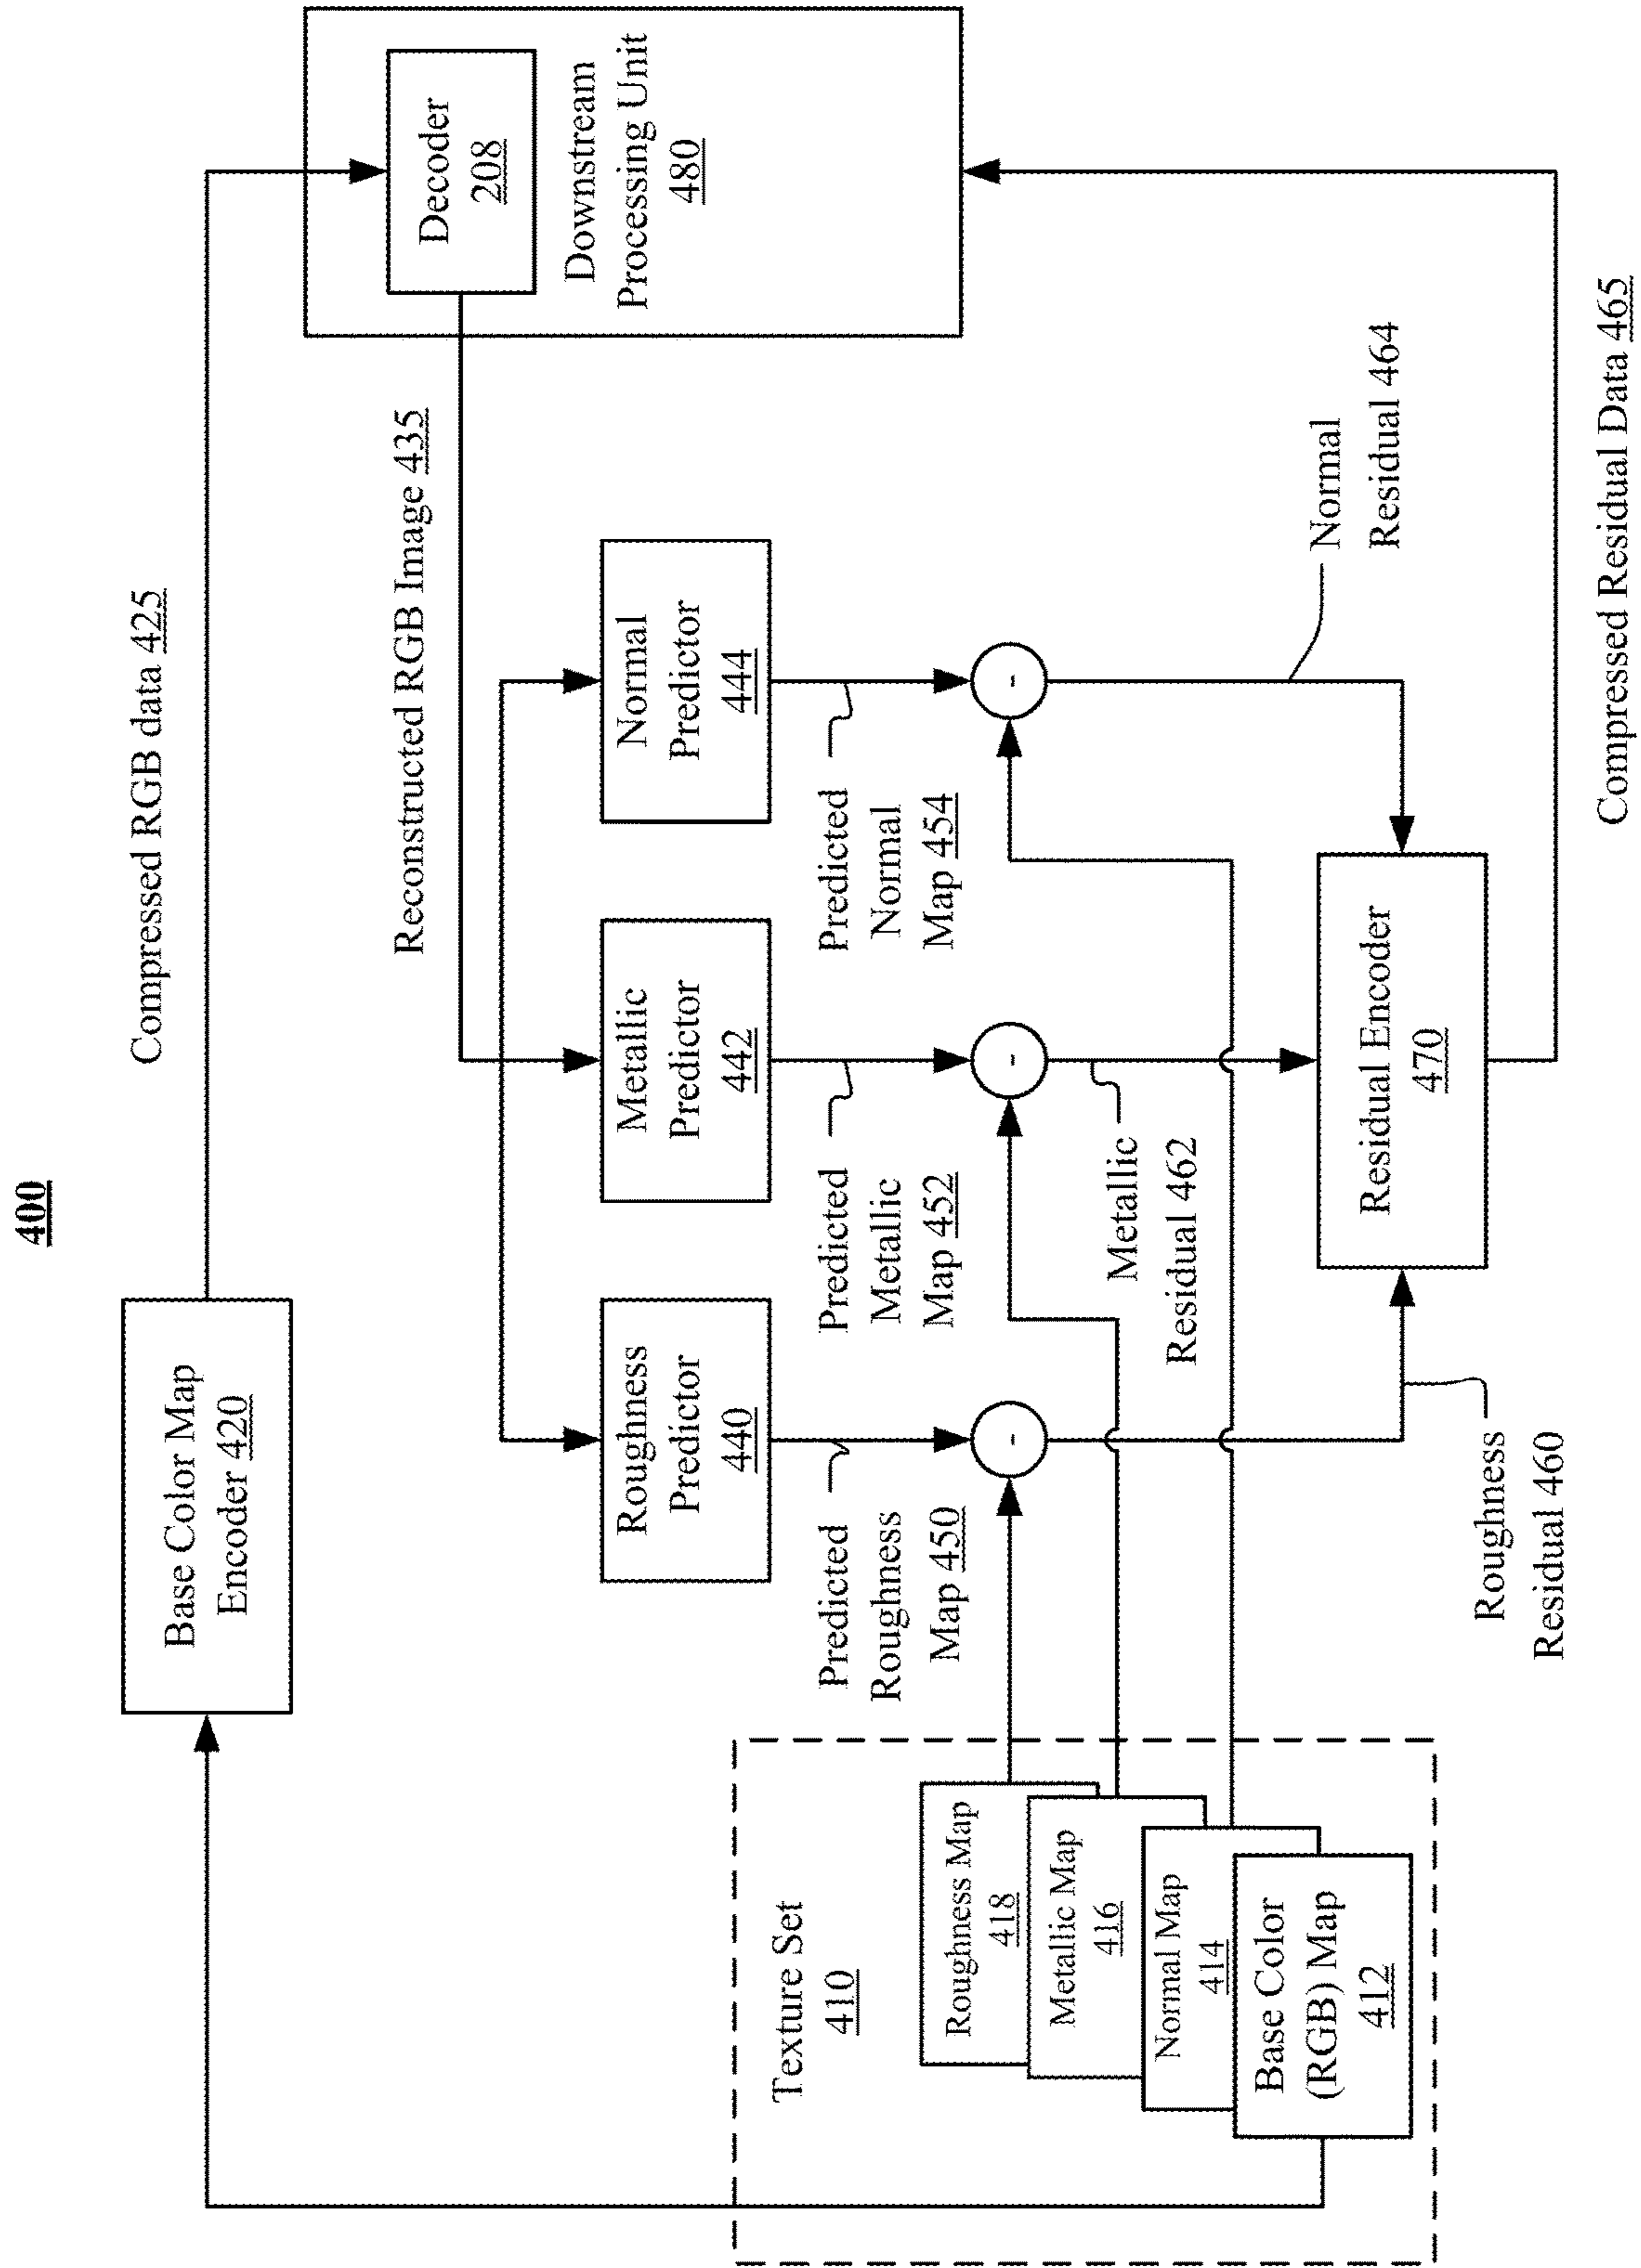 400
Base Color Map
Encoder 420
Compressed RGB data 425
Decoder
208
Downstream
Processing Unit
480
Reconstructed RGB Image 435
Roughness
Predictor
440
Metallic
Predictor
442
Normal
Predictor
444
Predicted
Roughness
Map 450
Predicted
Metallic
Map 452
Predicted
Normal
Map 454
-
-
-
Texture Set
410
Roughness Map
418
Metallic Map
416
Normal Map
414
Base Color
(RGB) Map
412
Metallic
Residual 462
Normal
Residual 464
Residual Encoder
470
Roughness
Residual 460
Compressed Residual Data 465